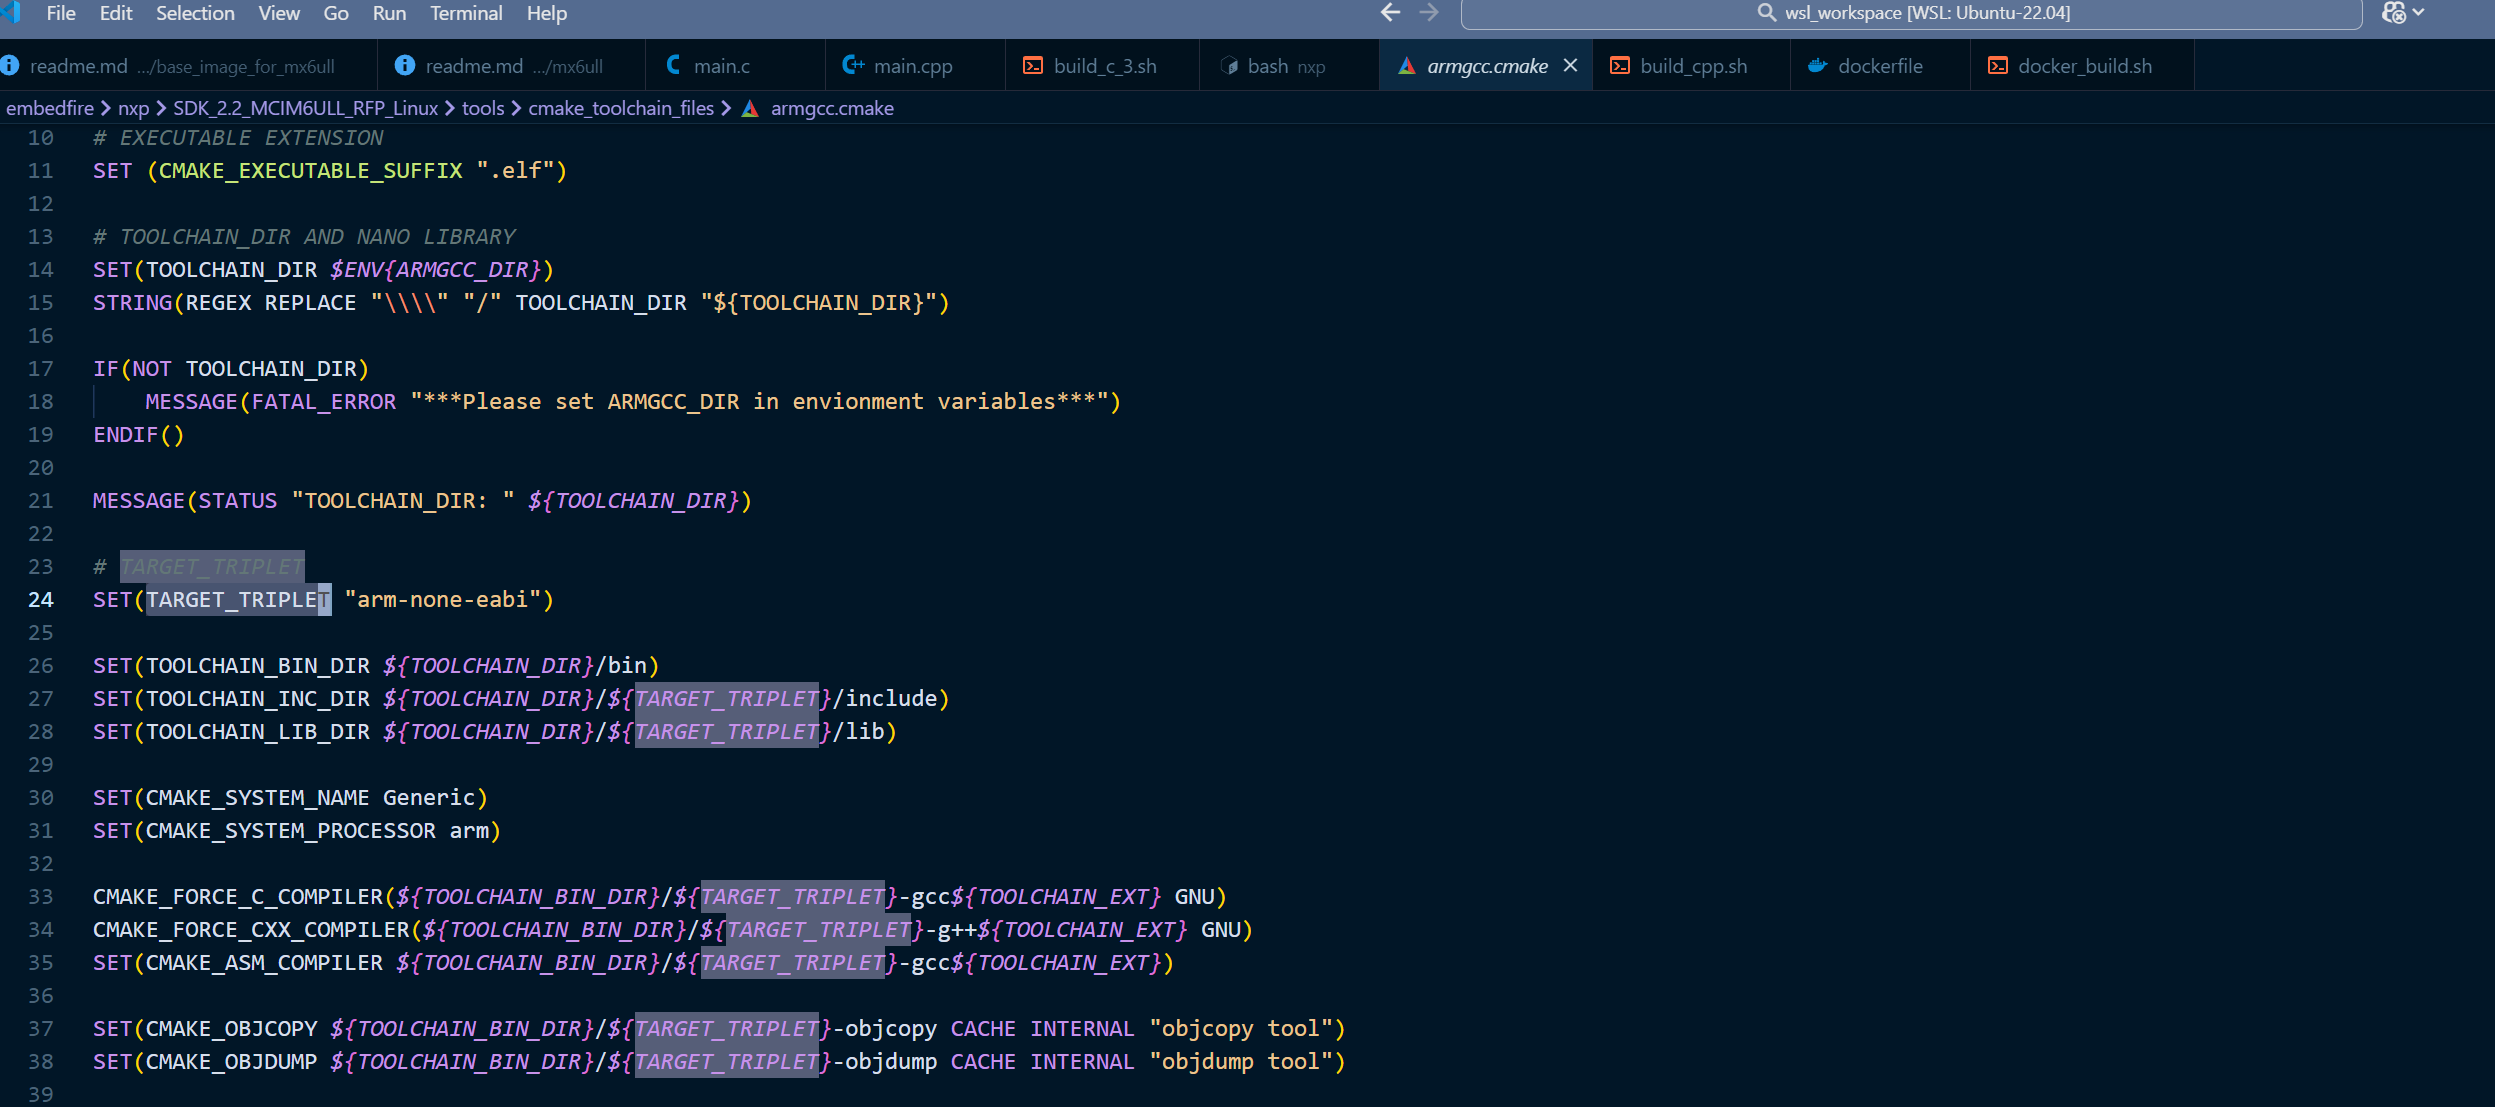 File Edit Selection View Go Run Terminal Help
wsl_workspace [WSL: Ubuntu-22.04]
readme.md .../base_image_for_mx6ull readme.md .../mx6ull main.c main.cpp build_c_3.sh bash nxp armgcc.cmake build_cpp.sh dockerfile docker_build.sh
embedfire > nxp > SDK_2.2_MCIM6ULL_RFP_Linux > tools > cmake_toolchain_files > armgcc.cmake
10 # EXECUTABLE EXTENSION
11 SET (CMAKE_EXECUTABLE_SUFFIX ".elf")
12
13 # TOOLCHAIN_DIR AND NANO LIBRARY
14 SET(TOOLCHAIN_DIR $ENV{ARMGCC_DIR})
15 STRING(REGEX REPLACE "\\\\" "/" TOOLCHAIN_DIR "${TOOLCHAIN_DIR}")
16
17 IF(NOT TOOLCHAIN_DIR)
18     MESSAGE(FATAL_ERROR "***Please set ARMGCC_DIR in envionment variables***")
19 ENDIF()
20
21 MESSAGE(STATUS "TOOLCHAIN_DIR: " ${TOOLCHAIN_DIR})
22
23 # TARGET_TRIPLET
24 SET(TARGET_TRIPLET "arm-none-eabi")
25
26 SET(TOOLCHAIN_BIN_DIR ${TOOLCHAIN_DIR}/bin)
27 SET(TOOLCHAIN_INC_DIR ${TOOLCHAIN_DIR}/${TARGET_TRIPLET}/include)
28 SET(TOOLCHAIN_LIB_DIR ${TOOLCHAIN_DIR}/${TARGET_TRIPLET}/lib)
29
30 SET(CMAKE_SYSTEM_NAME Generic)
31 SET(CMAKE_SYSTEM_PROCESSOR arm)
32
33 CMAKE_FORCE_C_COMPILER(${TOOLCHAIN_BIN_DIR}/${TARGET_TRIPLET}-gcc${TOOLCHAIN_EXT} GNU)
34 CMAKE_FORCE_CXX_COMPILER(${TOOLCHAIN_BIN_DIR}/${TARGET_TRIPLET}-g++${TOOLCHAIN_EXT} GNU)
35 SET(CMAKE_ASM_COMPILER ${TOOLCHAIN_BIN_DIR}/${TARGET_TRIPLET}-gcc${TOOLCHAIN_EXT})
36
37 SET(CMAKE_OBJCOPY ${TOOLCHAIN_BIN_DIR}/${TARGET_TRIPLET}-objcopy CACHE INTERNAL "objcopy tool")
38 SET(CMAKE_OBJDUMP ${TOOLCHAIN_BIN_DIR}/${TARGET_TRIPLET}-objdump CACHE INTERNAL "objdump tool")
39